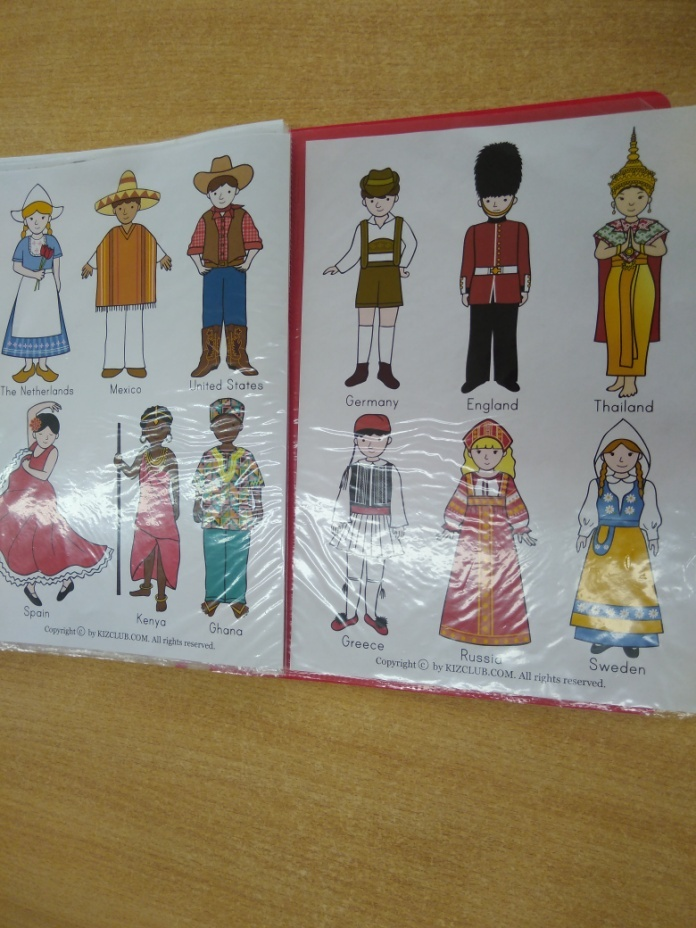 The Netherlands Mexico United States
Spain Kenya Ghana
Copyright © by KIZCLUB.COM. All rights reserved.
Germany England Thailand
Greece Russia Sweden
Copyright © by KIZCLUB.COM. All rights reserved.